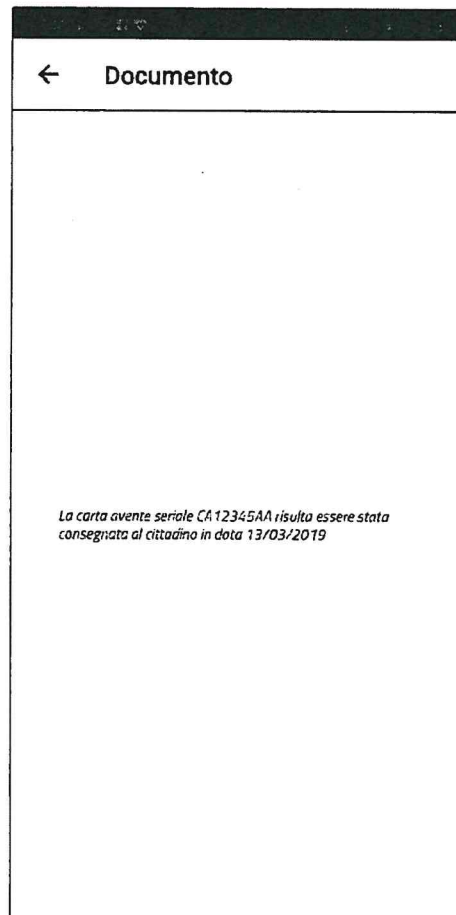 Documento
La carta avente seriale CA12345AA risulta essere stata
consegnata al cittadino in data 13/03/2019